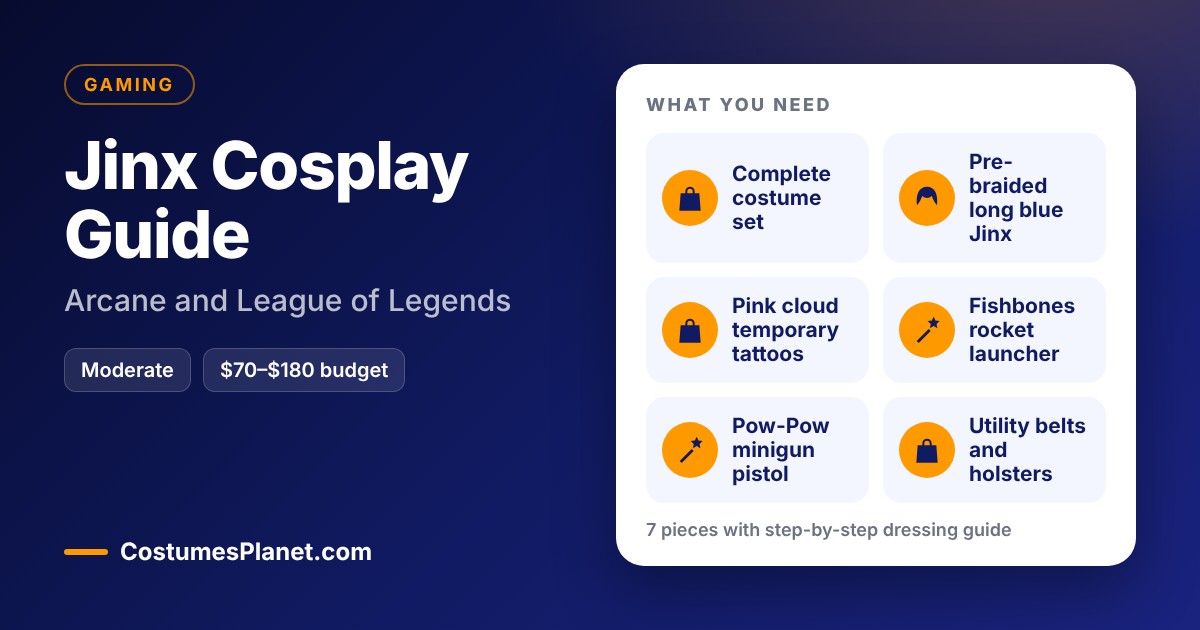 GAMING
Jinx Cosplay
Guide
Arcane and League of Legends
Moderate
$70–$180 budget
CostumesPlanet.com
WHAT YOU NEED
Complete
costume
set
Pre-
braided
long blue
Jinx
Pink cloud
temporary
tattoos
Fishbones
rocket
launcher
Pow-Pow
minigun
pistol
Utility belts
and
holsters
7 pieces with step-by-step dressing guide